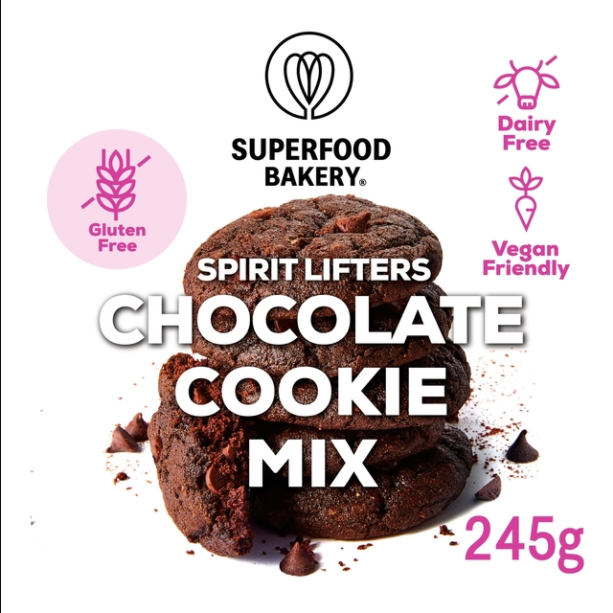 SUPERFOOD
BAKERY®
Dairy
Free
Gluten
Free
Vegan
Friendly
SPIRIT LIFTERS
CHOCOLATE
COOKIE
MIX
245g